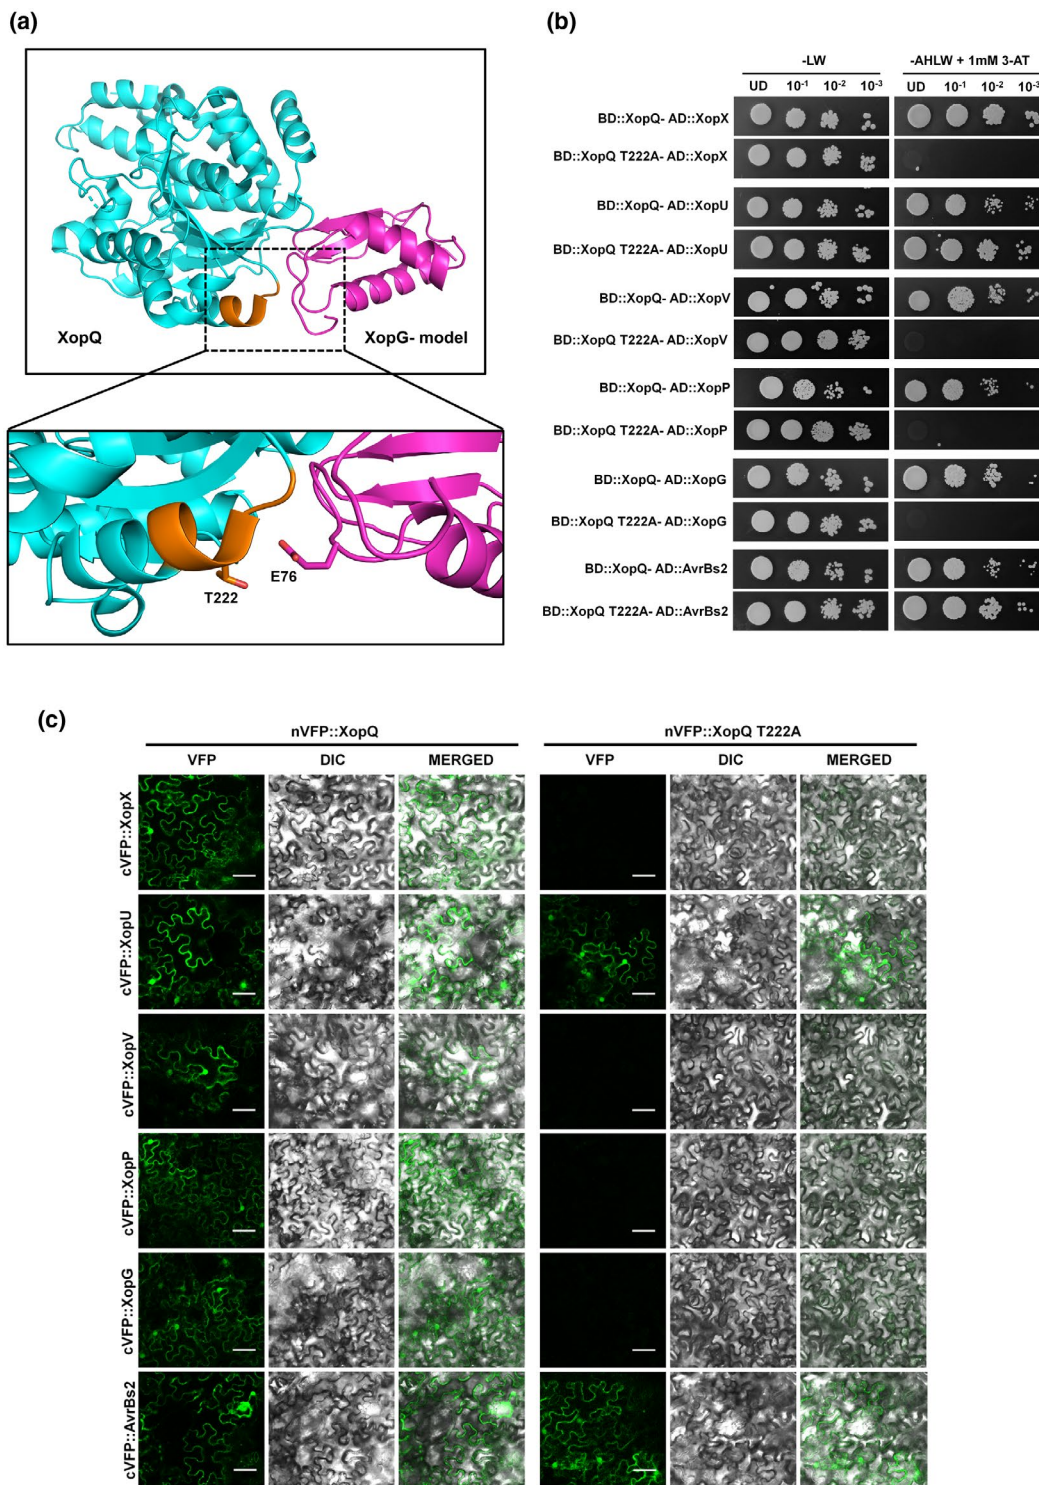 (a)
XopQ
XopG- model
T222
E76
(b)
-LW
-AHLW + 1mM 3-AT
UD 10-1 10-2 10-3 UD 10-1 10-2 10-3
BD::XopQ- AD::XopX
BD::XopQ T222A- AD::XopX
BD::XopQ- AD::XopU
BD::XopQ T222A- AD::XopU
BD::XopQ- AD::XopV
BD::XopQ T222A- AD::XopV
BD::XopQ- AD::XopP
BD::XopQ T222A- AD::XopP
BD::XopQ- AD::XopG
BD::XopQ T222A- AD::XopG
BD::XopQ- AD::AvrBs2
BD::XopQ T222A- AD::AvrBs2
(c)
nVFP::XopQ
nVFP::XopQ T222A
VFP DIC MERGED VFP DIC MERGED
cVFP::XopX
cVFP::XopU
cVFP::XopV
cVFP::XopP
cVFP::XopG
cVFP::AvrBs2